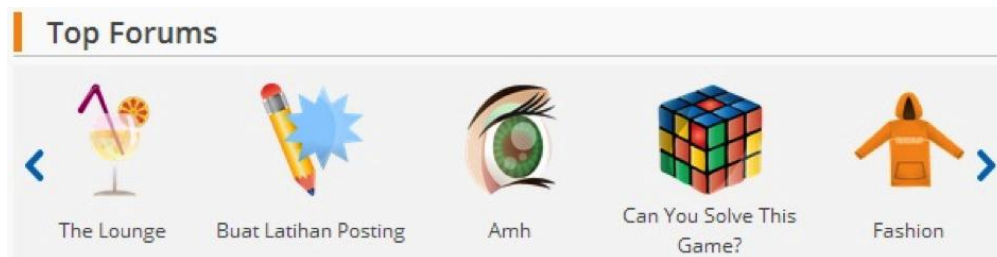 Top Forums
The Lounge
Buat Latihan Posting
Amh
Can You Solve This
Game?
Fashion